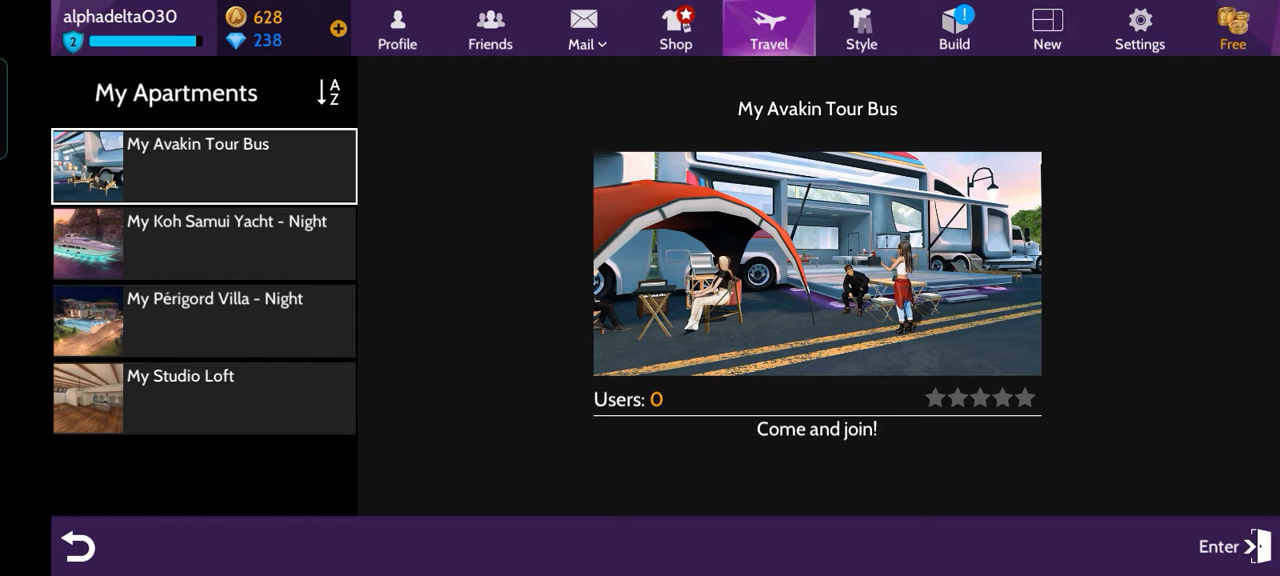 alphadelta030
2
628
238
Profile
Friends
Mail
Shop
Travel
Style
!
Build
New
Settings
Free
My Apartments
A
Z
My Avakin Tour Bus
My Koh Samui Yacht - Night
My Périgord Villa - Night
My Studio Loft
My Avakin Tour Bus
Users: 0
Come and join!
Enter